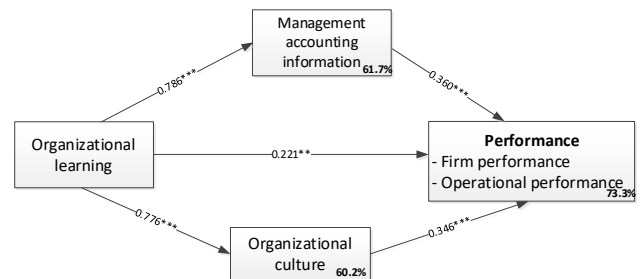 Management
accounting
information
61.7%
0.786***
0.360***
Organizational
learning
0.221**
Performance
- Firm performance
- Operational performance
73.3%
0.776***
0.346***
Organizational
culture
60.2%